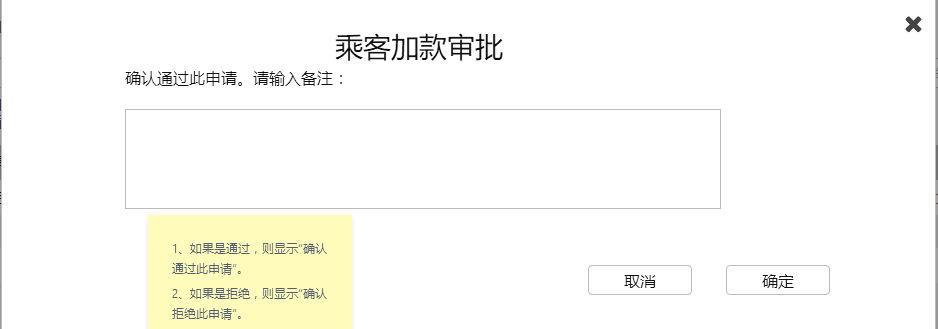 乘客加款审批
确认通过此申请。请输入备注：
1、如果是通过，则显示“确认
通过此申请”。
2、如果是拒绝，则显示“确认
拒绝此申请”。
取消
确定